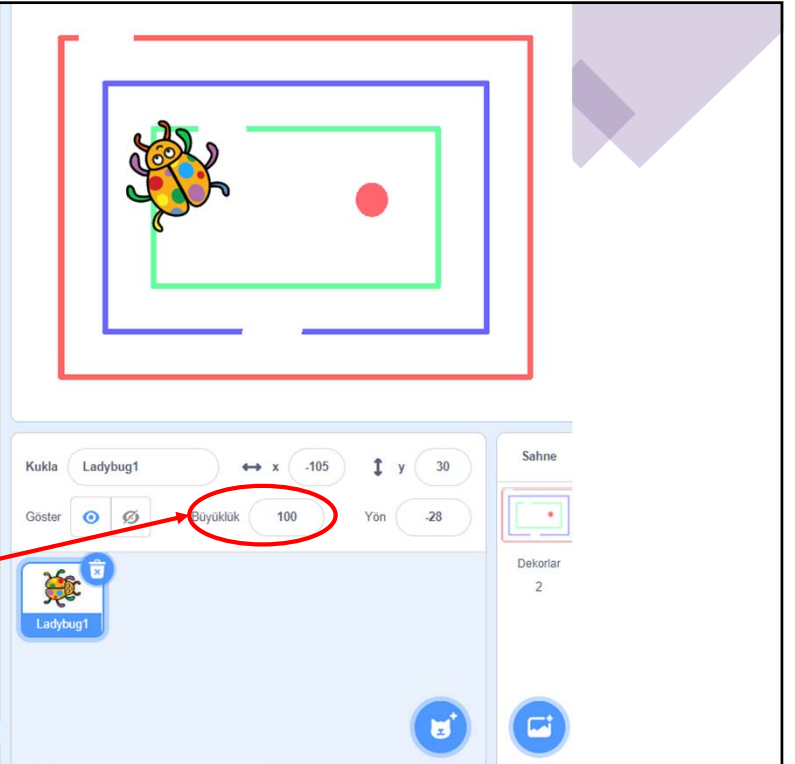 Kukla Ladybug1 x -105 y 30
Göster Büyüklük 100 Yön -28
Ladybug1
Sahne
Dekorlar
2